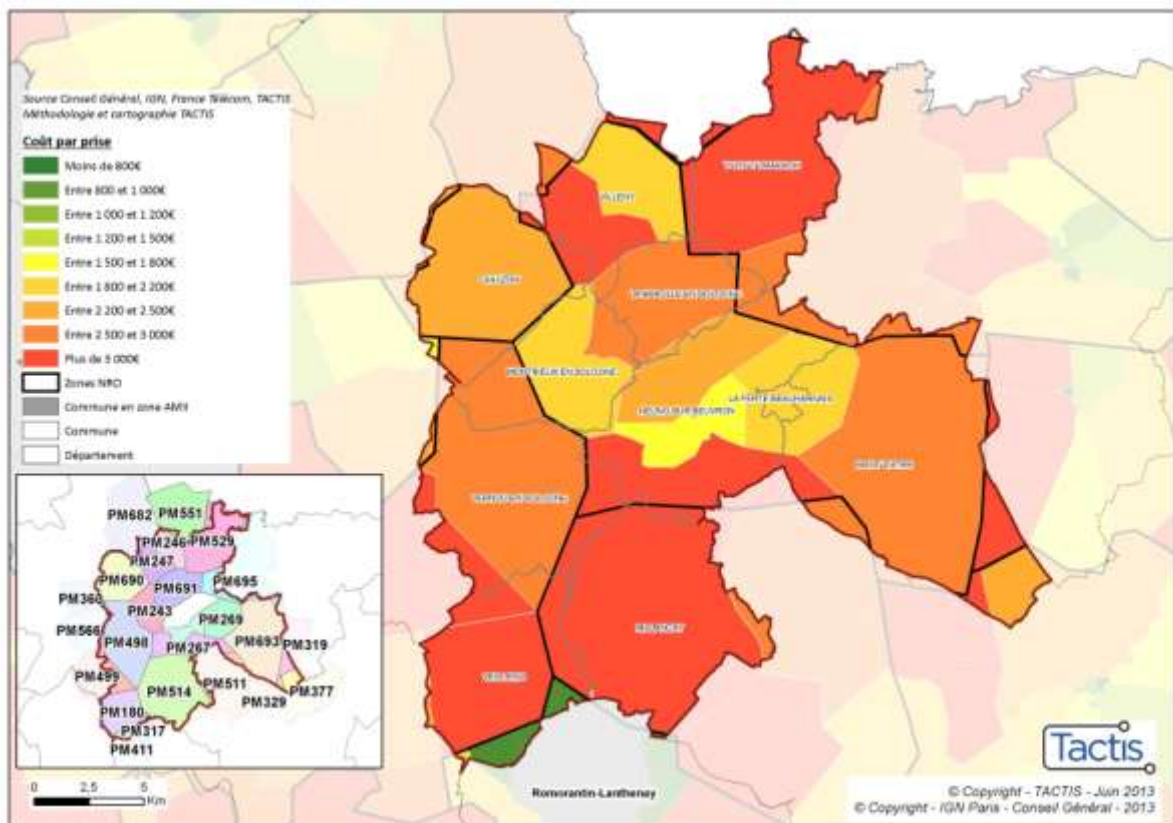 Source Conseil Général, IGN, France Télécom, TACTIS
Méthodologie et cartographie TACTIS
Coût par prise
Moins de 800€
Entre 800 et 1 000€
Entre 1 000 et 1 200€
Entre 1 200 et 1 500€
Entre 1 500 et 1 800€
Entre 1 800 et 2 200€
Entre 2 200 et 2 500€
Entre 2 500 et 3 000€
Plus de 3 000€
Zones NRO
Commune en zone AMII
Commune
Département
VILLENY
NEUNG SUR BEUVRON
LA FERTE BEAUHARNAIS
MILLANCAY
PM682
PM551
PM246
PM529
PM247
PM690
PM691
PM695
PM243
PM269
PM566
PM498
PM267
PM693
PM319
PM499
PM514
PM511
PM377
PM329
PM180
PM317
PM411
0 2,5 5
Km
Romorantin-Lanthenay
Tactis
© Copyright - TACTIS - Juin 2013
© Copyright - IGN Paris - Conseil Général - 2013